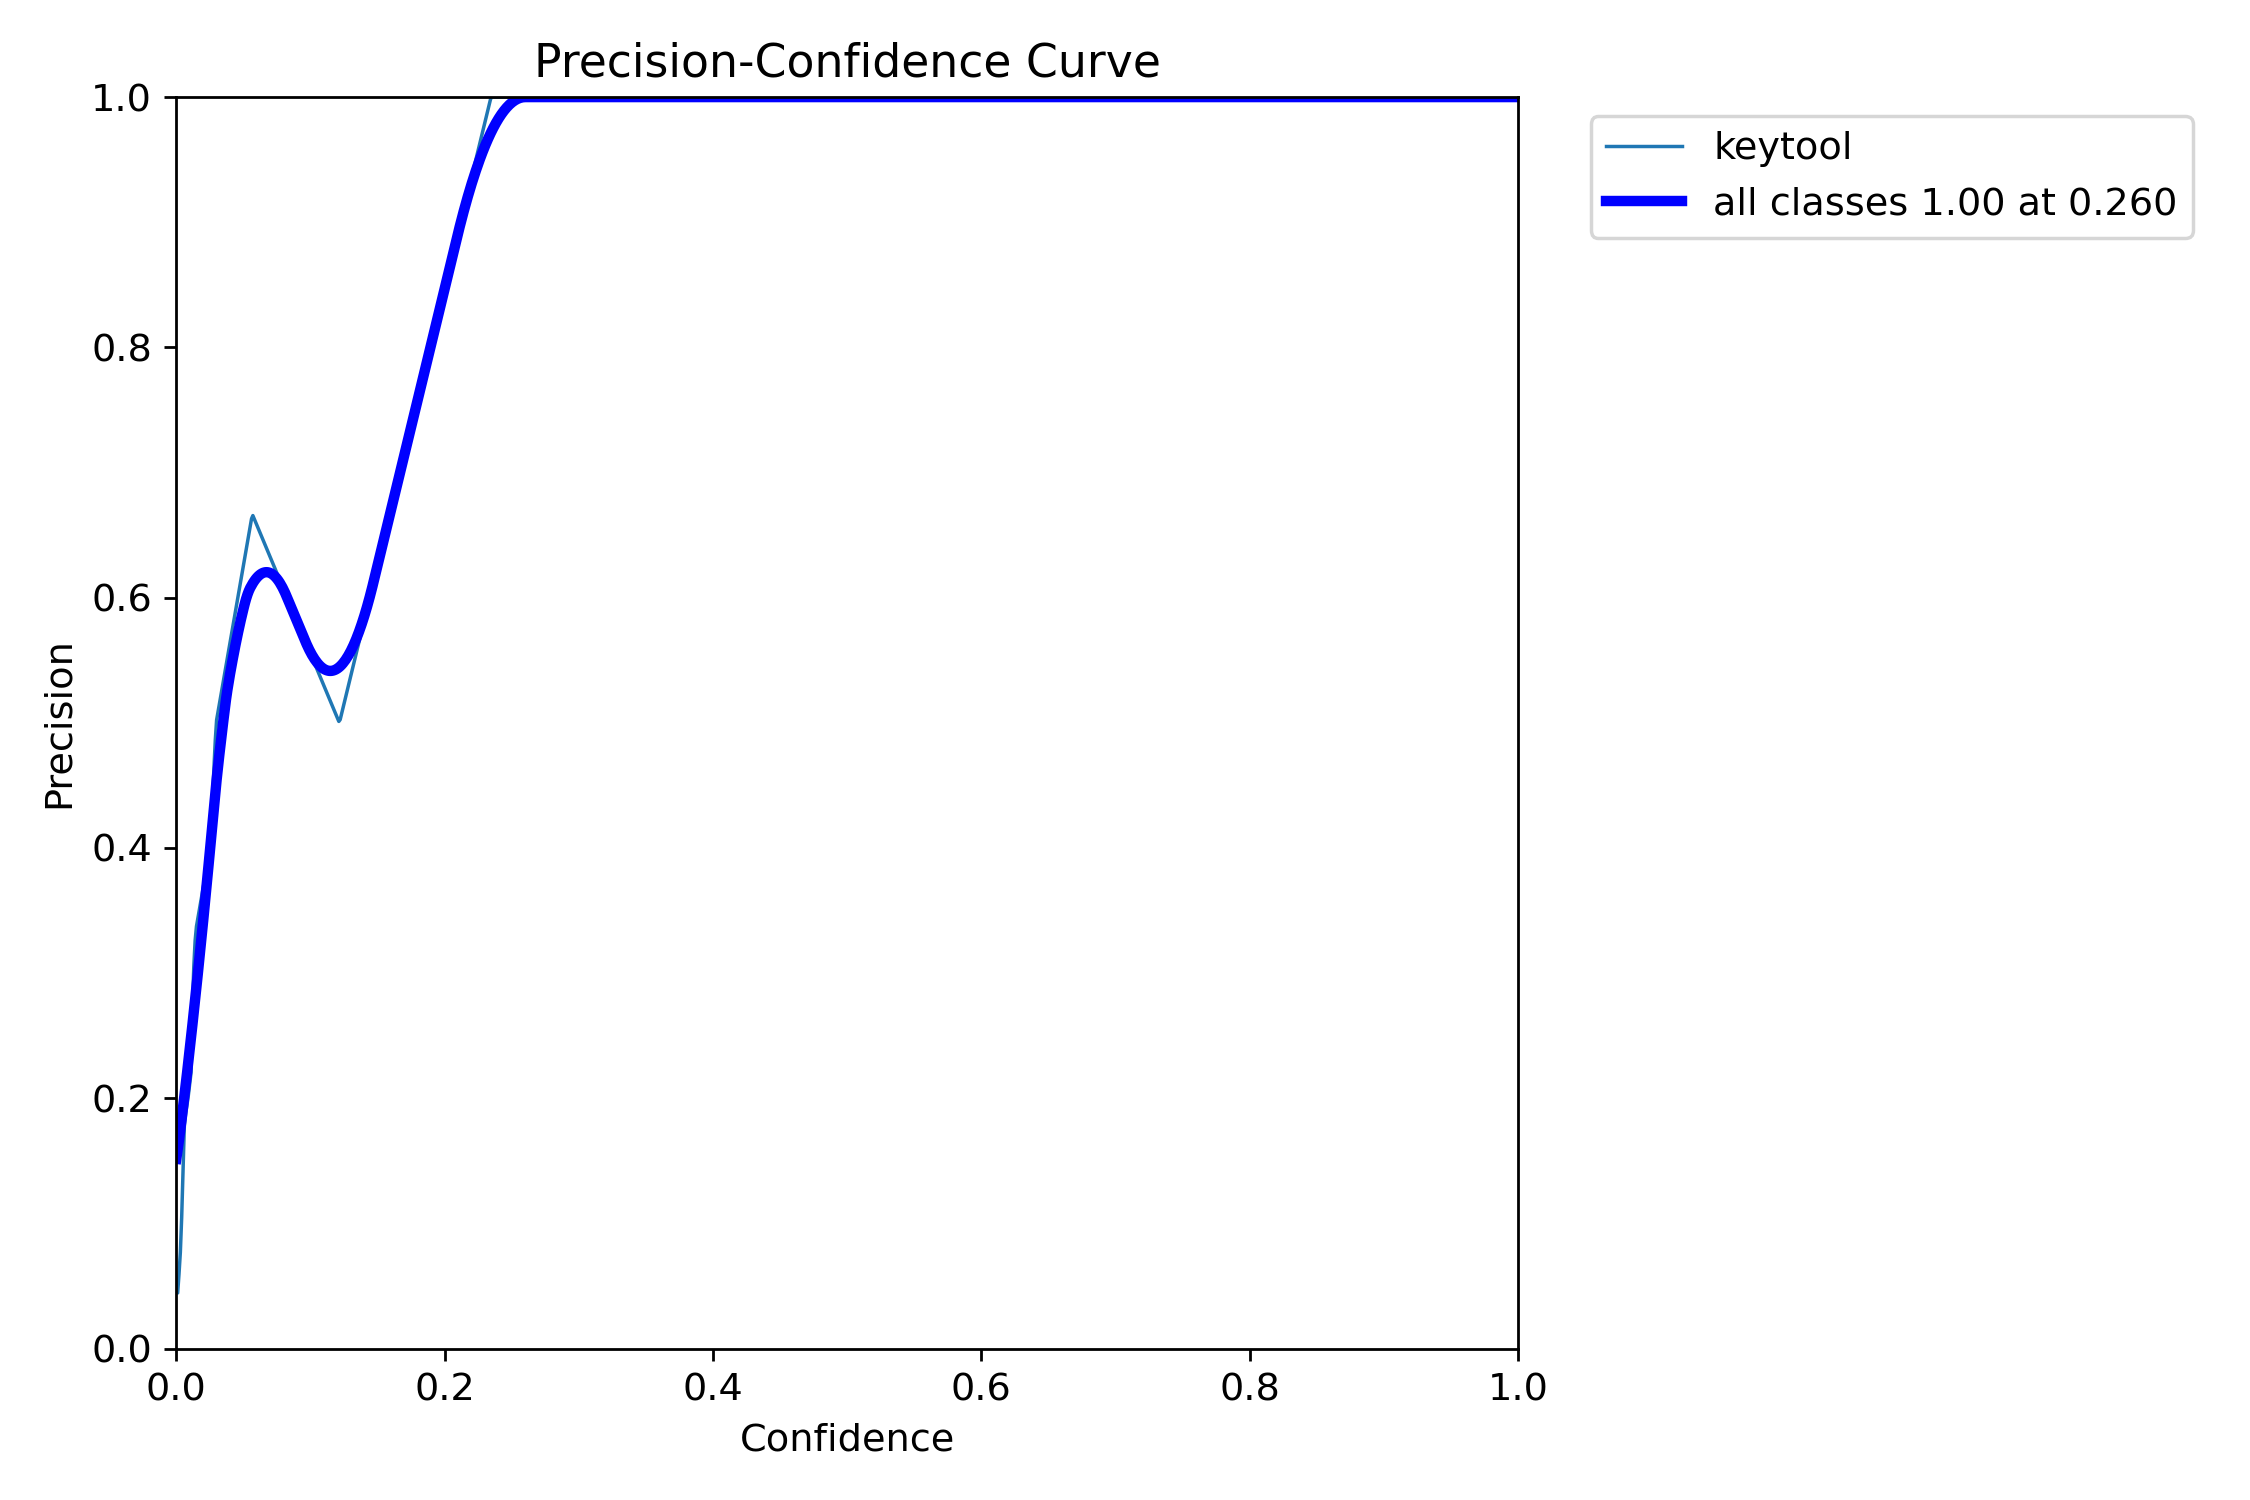 Precision-Confidence Curve
1.0
0.8
0.6
0.4
0.2
0.0
Precision
0.0 0.2 0.4 0.6 0.8 1.0
Confidence
keytool
all classes 1.00 at 0.260